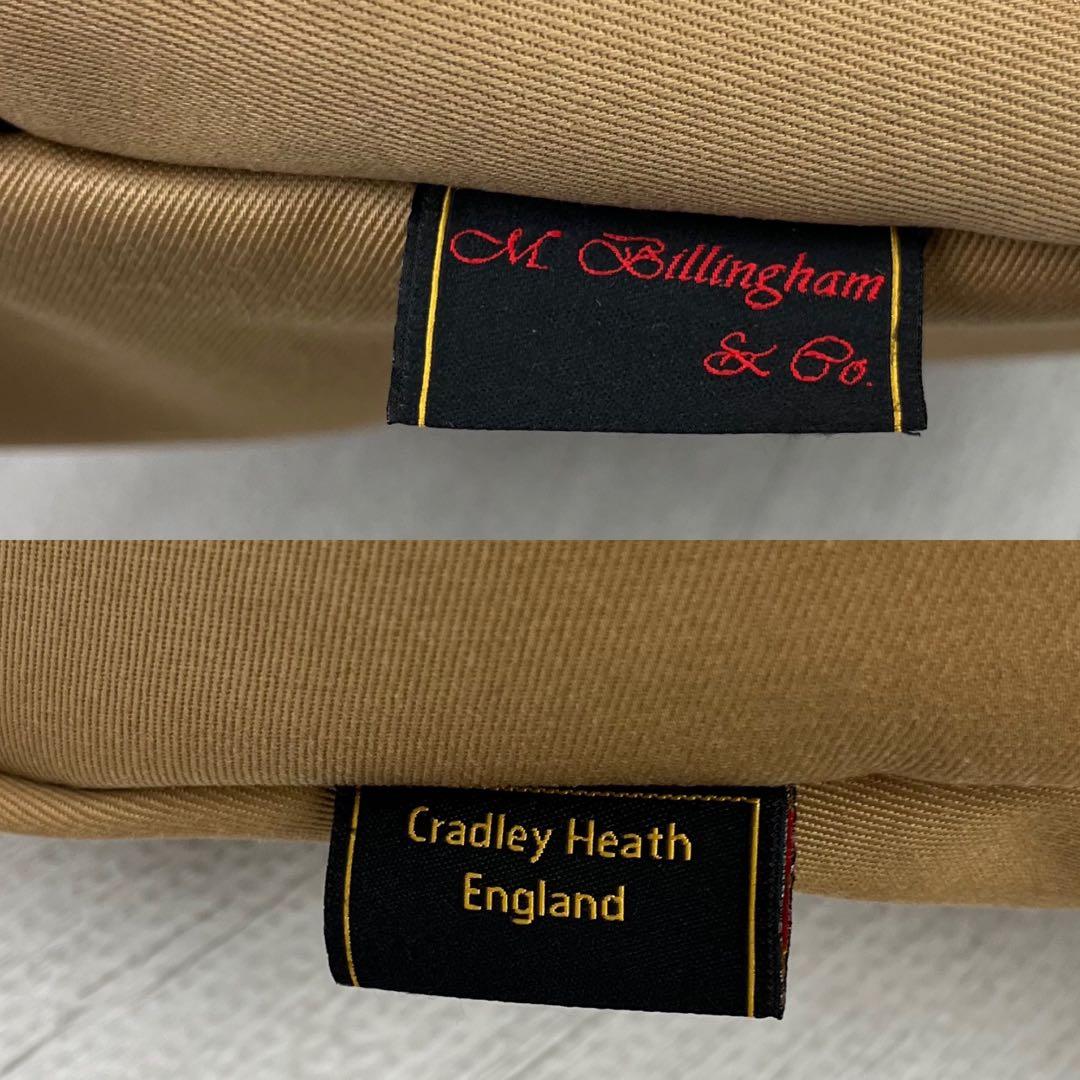 M Billingham
& Co.
Cradley Heath
England